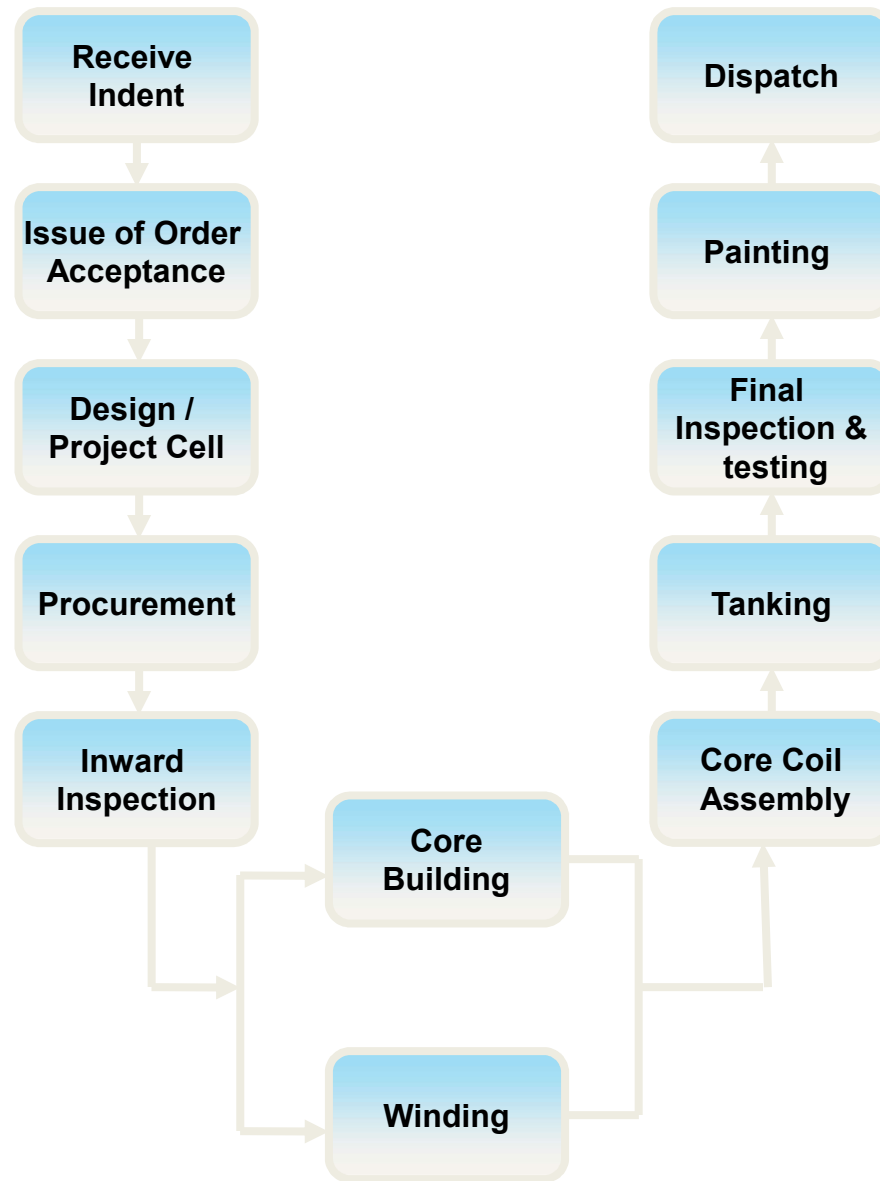 Receive
Indent
Issue of Order
Acceptance
Design /
Project Cell
Procurement
Inward
Inspection
Core
Building
Winding
Core Coil
Assembly
Tanking
Final
Inspection &
testing
Painting
Dispatch